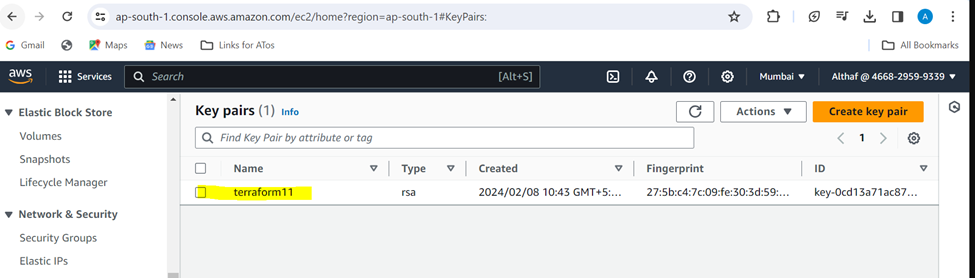 ap-south-1.console.aws.amazon.com/ec2/home?region=ap-south-1#KeyPairs:
A
Gmail Maps News Links for ATos All Bookmarks
aws Services Search [Alt+S] Mumbai Althaf @ 4668-2959-9339
Elastic Block Store
Volumes
Snapshots
Lifecycle Manager
Network & Security
Security Groups
Elastic IPs
Key pairs (1) Info Actions Create key pair
Find Key Pair by attribute or tag 1
Name Type Created Fingerprint ID
terraform11 rsa 2024/02/08 10:43 GMT+5:... 27:5b:c4:7c:09:fe:30:3d:59:... key-0cd13a71ac87...